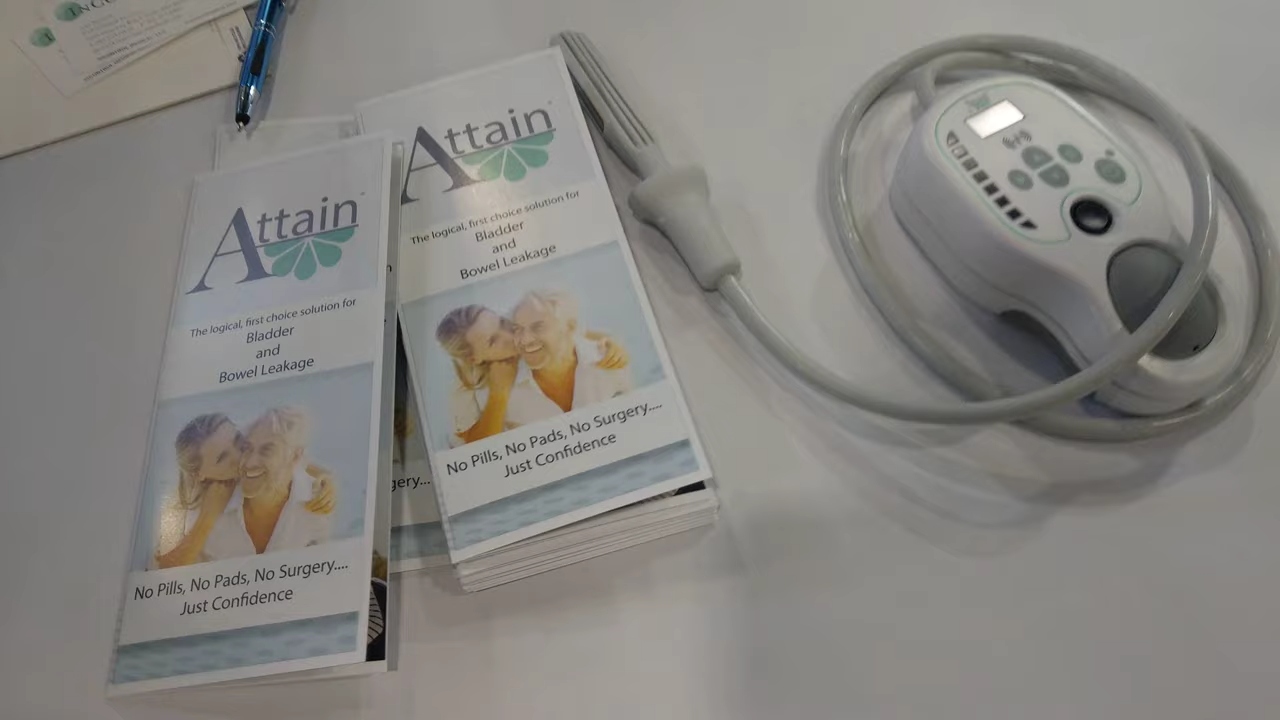 Attain
The logical, first choice solution for
Bladder
and
Bowel Leakage
No Pills, No Pads, No Surgery....
Just Confidence
Attain
The logical, first choice solution for
Bladder
and
Bowel Leakage
No Pills, No Pads, No Surgery....
Just Confidence
gery...